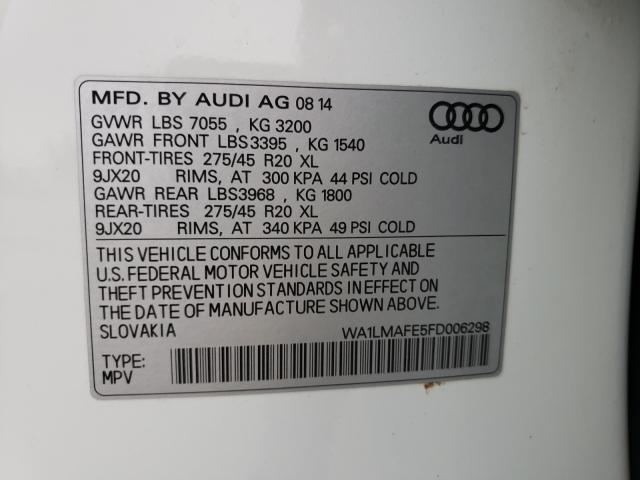 MFD. BY AUDI AG 08 14
GVWR LBS 7055 , KG 3200
GAWR FRONT LBS3395 , KG 1540
FRONT-TIRES 275/45 R20 XL
9JX20 RIMS, AT 300 KPA 44 PSI COLD
GAWR REAR LBS3968 , KG 1800
REAR-TIRES 275/45 R20 XL
9JX20 RIMS, AT 340 KPA 49 PSI COLD
Audi
THIS VEHICLE CONFORMS TO ALL APPLICABLE
U.S. FEDERAL MOTOR VEHICLE SAFETY AND
THEFT PREVENTION STANDARDS IN EFFECT ON
THE DATE OF MANUFACTURE SHOWN ABOVE.
SLOVAKIA WA1LMAFE5FD006298
TYPE:
MPV